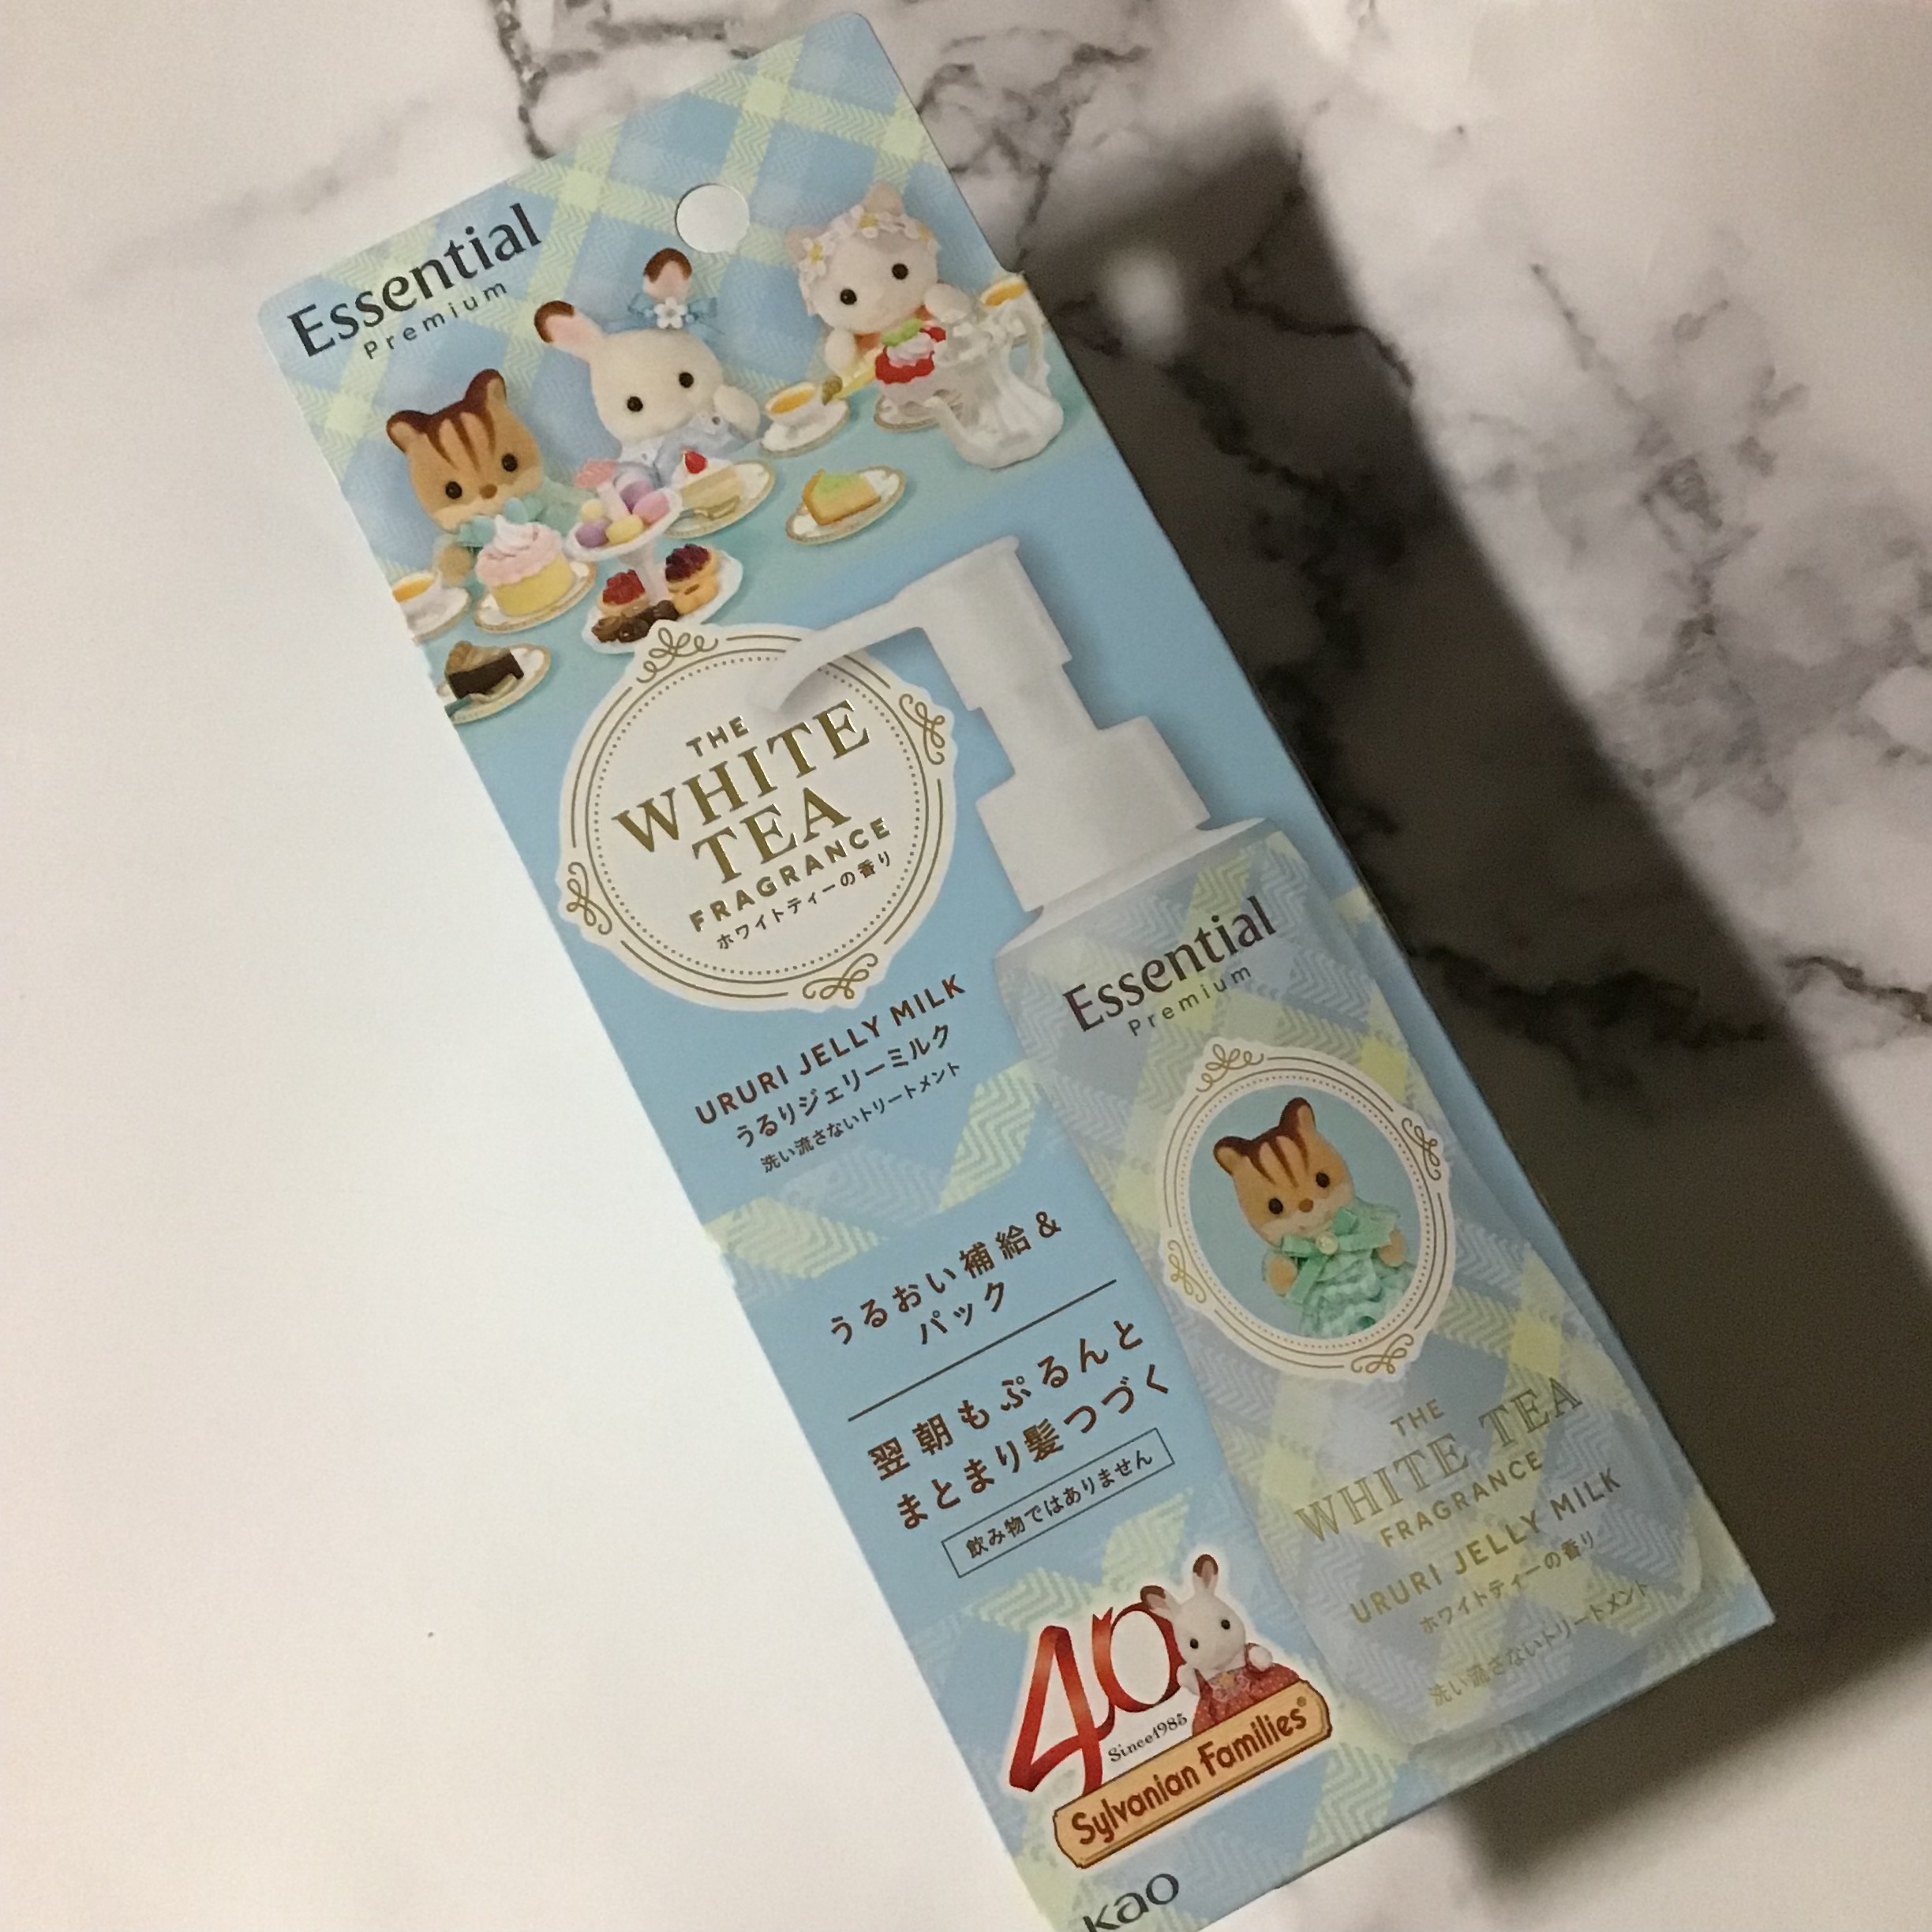 Essential
Premium
THE
WHITE
TEA
FRAGRANCE
ホワイトティーの香り
URURI JELLY MILK
うるりジェリーミルク
洗い流さないトリートメント
うるおい補給&
パック
翌朝もぷるんと
まとまり髪つづく
飲み物ではありません
40
Since1985
Sylvanian Families®
kao
Essential
Premium
THE
WHITE TEA
FRAGRANCE
URURI JELLY MILK
ホワイトティーの香り
洗い流さないトリートメント